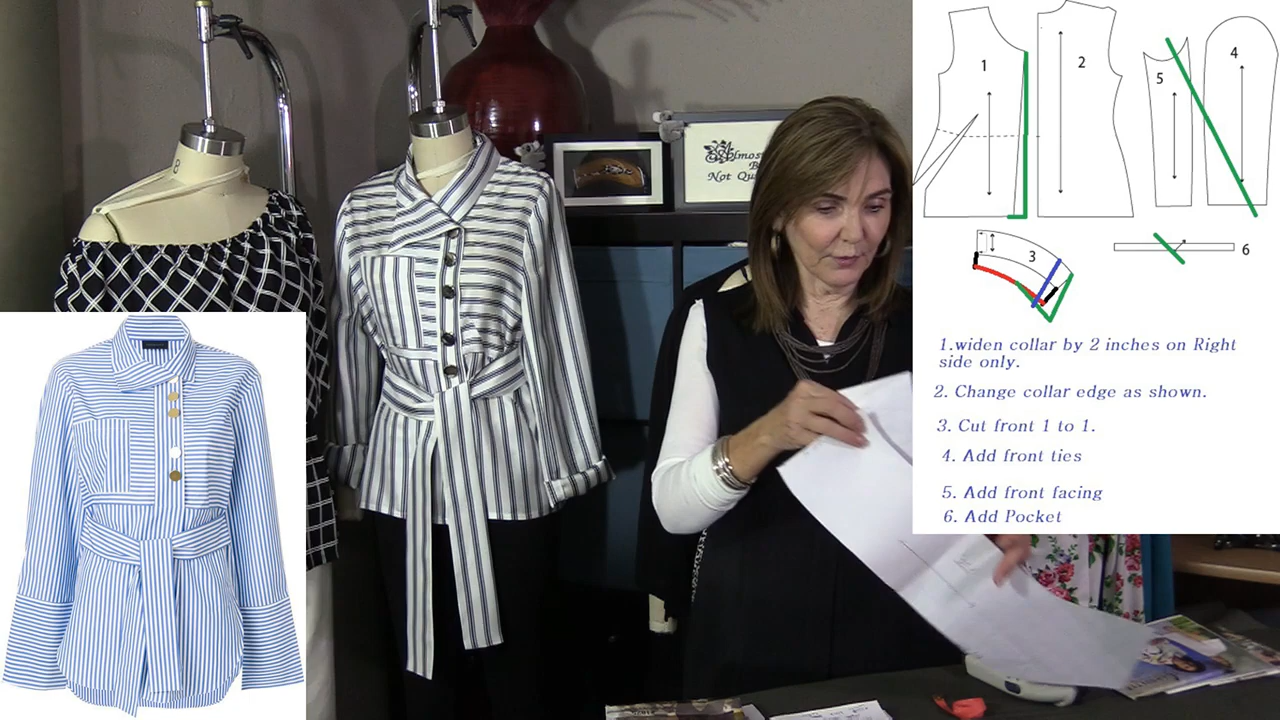 8
Almos
B
Not Qu
1
2
5
4
3
6
1.widen collar by 2 inches on Right
side only.
2. Change collar edge as shown.
3. Cut front 1 to 1.
4. Add front ties
5. Add front facing
6. Add Pocket